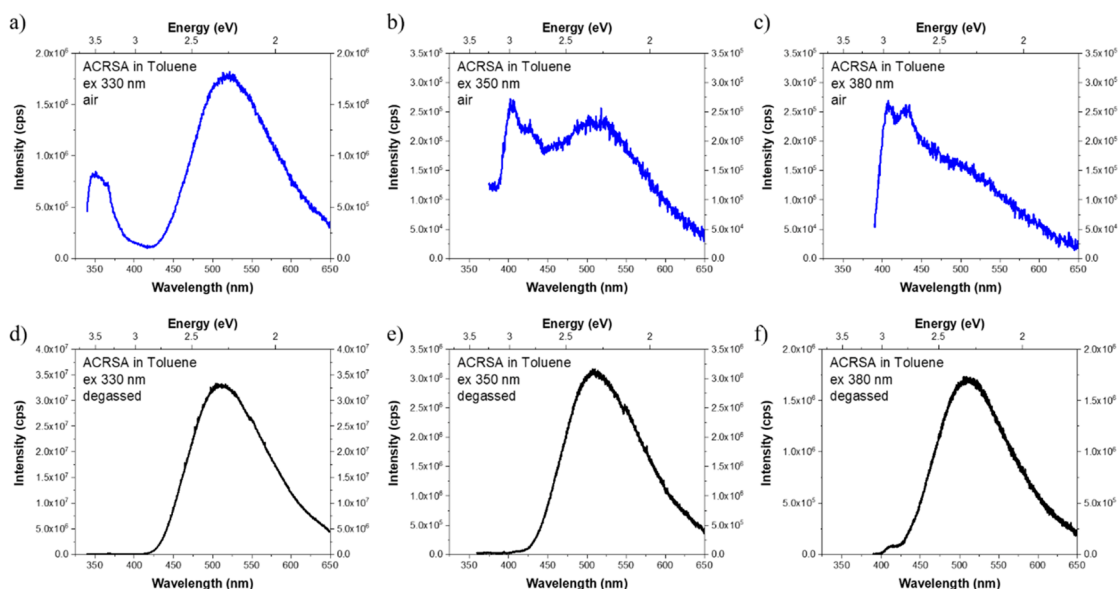 a)
Energy (eV)
3.5 3 2.5 2
2.0x10⁶ 2.0x10⁶
ACRSA in Toluene
ex 330 nm
air
1.5x10⁶ 1.5x10⁶
Intensity (cps)
1.0x10⁶ 1.0x10⁶
5.0x10⁵ 5.0x10⁵
0.0 0.0
350 400 450 500 550 600 650
Wavelength (nm)
b)
Energy (eV)
3.5 3 2.5 2
3.5x10⁵ 3.5x10⁵
ACRSA in Toluene
ex 350 nm
air
3.0x10⁵ 3.0x10⁵
2.5x10⁵ 2.5x10⁵
Intensity (cps)
2.0x10⁵ 2.0x10⁵
1.5x10⁵ 1.5x10⁵
1.0x10⁵ 1.0x10⁵
5.0x10⁴ 5.0x10⁴
0.0 0.0
350 400 450 500 550 600 650
Wavelength (nm)
c)
Energy (eV)
3.5 3 2.5 2
3.5x10⁵ 3.5x10⁵
ACRSA in Toluene
ex 380 nm
air
3.0x10⁵ 3.0x10⁵
2.5x10⁵ 2.5x10⁵
Intensity (cps)
2.0x10⁵ 2.0x10⁵
1.5x10⁵ 1.5x10⁵
1.0x10⁵ 1.0x10⁵
5.0x10⁴ 5.0x10⁴
0.0 0.0
350 400 450 500 550 600 650
Wavelength (nm)
d)
Energy (eV)
3.5 3 2.5 2
4.0x10⁷ 4.0x10⁷
ACRSA in Toluene
ex 330 nm
degassed
3.5x10⁷ 3.5x10⁷
3.0x10⁷ 3.0x10⁷
2.5x10⁷ 2.5x10⁷
Intensity (cps)
2.0x10⁷ 2.0x10⁷
1.5x10⁷ 1.5x10⁷
1.0x10⁷ 1.0x10⁷
5.0x10⁶ 5.0x10⁶
0.0 0.0
350 400 450 500 550 600 650
Wavelength (nm)
e)
Energy (eV)
3.5 3 2.5 2
3.5x10⁶ 3.5x10⁶
ACRSA in Toluene
ex 350 nm
degassed
3.0x10⁶ 3.0x10⁶
2.5x10⁶ 2.5x10⁶
Intensity (cps)
2.0x10⁶ 2.0x10⁶
1.5x10⁶ 1.5x10⁶
1.0x10⁶ 1.0x10⁶
5.0x10⁵ 5.0x10⁵
0.0 0.0
350 400 450 500 550 600 650
Wavelength (nm)
f)
Energy (eV)
3.5 3 2.5 2
2.0x10⁶ 2.0x10⁶
ACRSA in Toluene
ex 380 nm
degassed
1.5x10⁶ 1.5x10⁶
Intensity (cps)
1.0x10⁶ 1.0x10⁶
5.0x10⁵ 5.0x10⁵
0.0 0.0
350 400 450 500 550 600 650
Wavelength (nm)